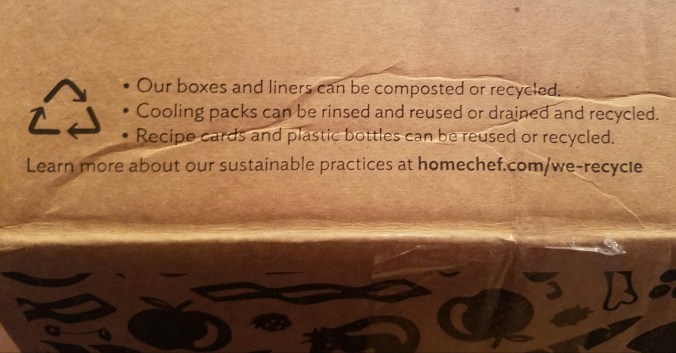 • Our boxes and liners can be composted or recycled.
• Cooling packs can be rinsed and reused or drained and recycled.
• Recipe cards and plastic bottles can be reused or recycled.
Learn more about our sustainable practices at homechef.com/we-recycle